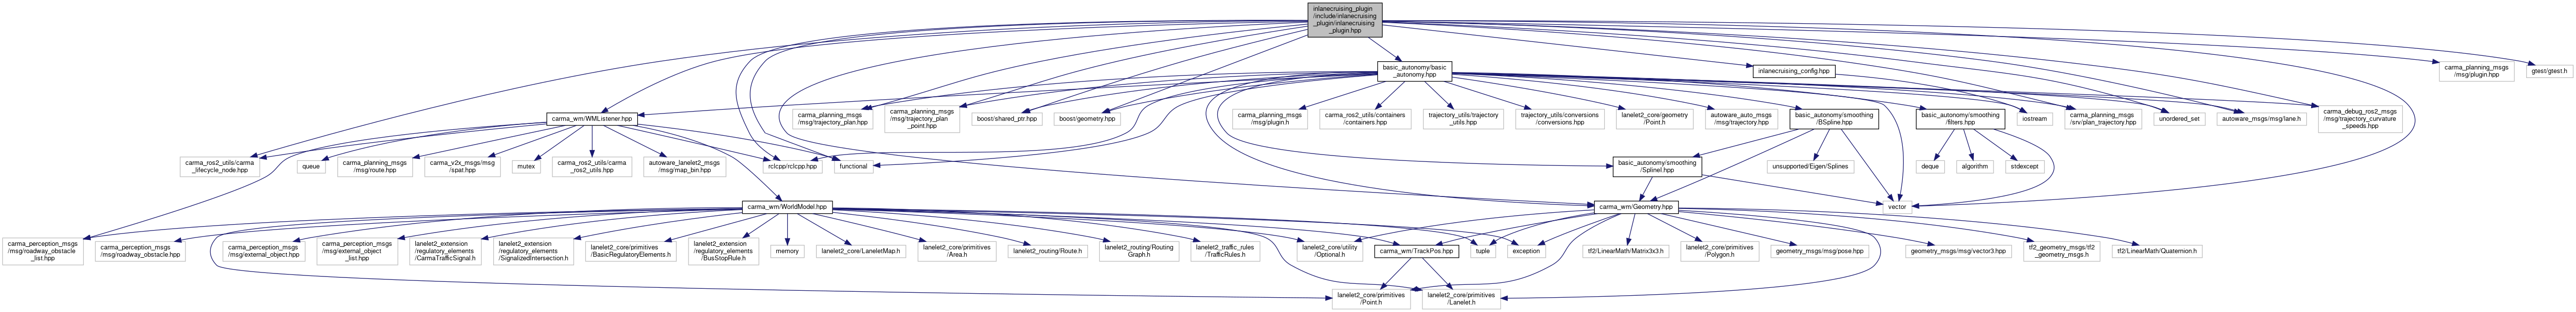 inlanecruising_plugin
/include/inlanecruising
_plugin/inlanecruising
_plugin.hpp
basic_autonomy/basic
_autonomy.hpp
inlanecruising_config.hpp
carma_planning_msgs
/msg/plugin.hpp
gtest/gtest.h
carma_wm/WMListener.hpp
carma_planning_msgs
/msg/trajectory_plan.hpp
carma_planning_msgs
/msg/trajectory_plan
_point.hpp
boost/shared_ptr.hpp
boost/geometry.hpp
carma_planning_msgs
/msg/plugin.h
carma_ros2_utils/containers
/containers.hpp
trajectory_utils/trajectory
_utils.hpp
trajectory_utils/conversions
/conversions.hpp
lanelet2_core/geometry
/Point.h
autoware_auto_msgs
/msg/trajectory.hpp
basic_autonomy/smoothing
/BSpline.hpp
basic_autonomy/smoothing
/filters.hpp
iostream
carma_planning_msgs
/srv/plan_trajectory.hpp
unordered_set
autoware_msgs/msg/lane.h
carma_debug_ros2_msgs
/msg/trajectory_curvature
_speeds.hpp
carma_ros2_utils/carma
_lifecycle_node.hpp
queue
carma_planning_msgs
/msg/route.hpp
carma_v2x_msgs/msg
/spat.hpp
mutex
carma_ros2_utils/carma
_ros2_utils.hpp
autoware_lanelet2_msgs
/msg/map_bin.hpp
rclcpp/rclcpp.hpp
functional
basic_autonomy/smoothing
/SplineI.hpp
unsupported/Eigen/Splines
deque
algorithm
stdexcept
carma_wm/WorldModel.hpp
carma_wm/Geometry.hpp
vector
carma_perception_msgs
/msg/roadway_obstacle
_list.hpp
carma_perception_msgs
/msg/roadway_obstacle.hpp
carma_perception_msgs
/msg/external_object.hpp
carma_perception_msgs
/msg/external_object
_list.hpp
lanelet2_extension
/regulatory_elements
/CarmaTrafficSignal.h
lanelet2_extension
/regulatory_elements
/SignalizedIntersection.h
lanelet2_core/primitives
/BasicRegulatoryElements.h
lanelet2_extension
/regulatory_elements
/BusStopRule.h
memory
lanelet2_core/LaneletMap.h
lanelet2_core/primitives
/Area.h
lanelet2_routing/Route.h
lanelet2_routing/Routing
Graph.h
lanelet2_traffic_rules
/TrafficRules.h
lanelet2_core/utility
/Optional.h
carma_wm/TrackPos.hpp
tuple
exception
tf2/LinearMath/Matrix3x3.h
lanelet2_core/primitives
/Polygon.h
geometry_msgs/msg/pose.hpp
geometry_msgs/msg/vector3.hpp
tf2_geometry_msgs/tf2
_geometry_msgs.h
tf2/LinearMath/Quaternion.h
lanelet2_core/primitives
/Point.h
lanelet2_core/primitives
/Lanelet.h